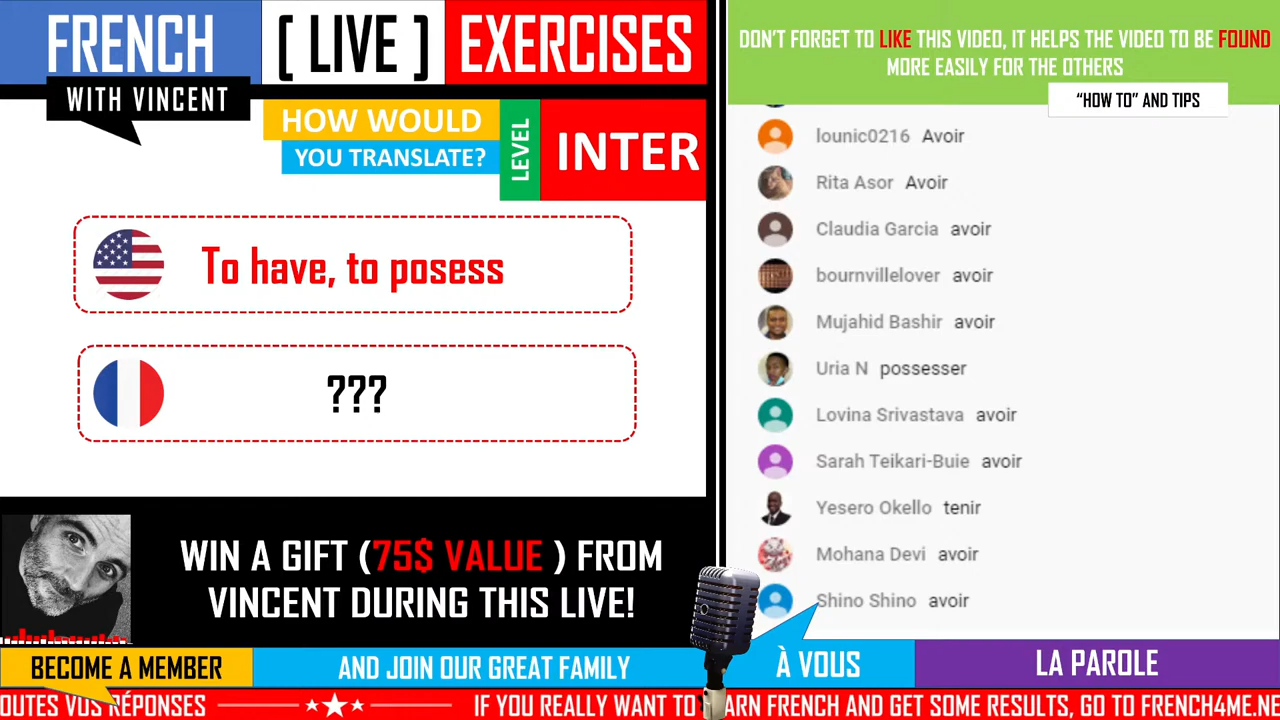 FRENCH
[ LIVE ]
EXERCISES
WITH VINCENT
HOW WOULD
YOU TRANSLATE?
LEVEL
INTER
To have, to posess
???
WIN A GIFT (75$ VALUE ) FROM
VINCENT DURING THIS LIVE!
DON'T FORGET TO LIKE THIS VIDEO, IT HELPS THE VIDEO TO BE FOUND
MORE EASILY FOR THE OTHERS
“HOW TO” AND TIPS
lounic0216 Avoir
Rita Asor Avoir
Claudia Garcia avoir
bournvillelover avoir
Mujahid Bashir avoir
Uria N possesser
Lovina Srivastava avoir
Sarah Teikari-Buie avoir
Yesero Okello tenir
Mohana Devi avoir
Shino Shino avoir
BECOME A MEMBER
AND JOIN OUR GREAT FAMILY
À VOUS
LA PAROLE
OUTES VOS RÉPONSES
IF YOU REALLY WANT TO ARN FRENCH AND GET SOME RESULTS, GO TO FRENCH4ME.NE